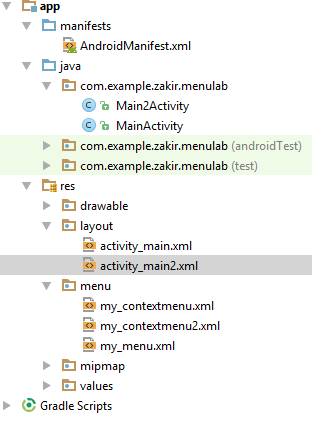 app
manifests
AndroidManifest.xml
java
com.example.zakir.menulab
Main2Activity
MainActivity
com.example.zakir.menulab (androidTest)
com.example.zakir.menulab (test)
res
drawable
layout
activity_main.xml
activity_main2.xml
menu
my_contextmenu.xml
my_contextmenu2.xml
my_menu.xml
mipmap
values
Gradle Scripts